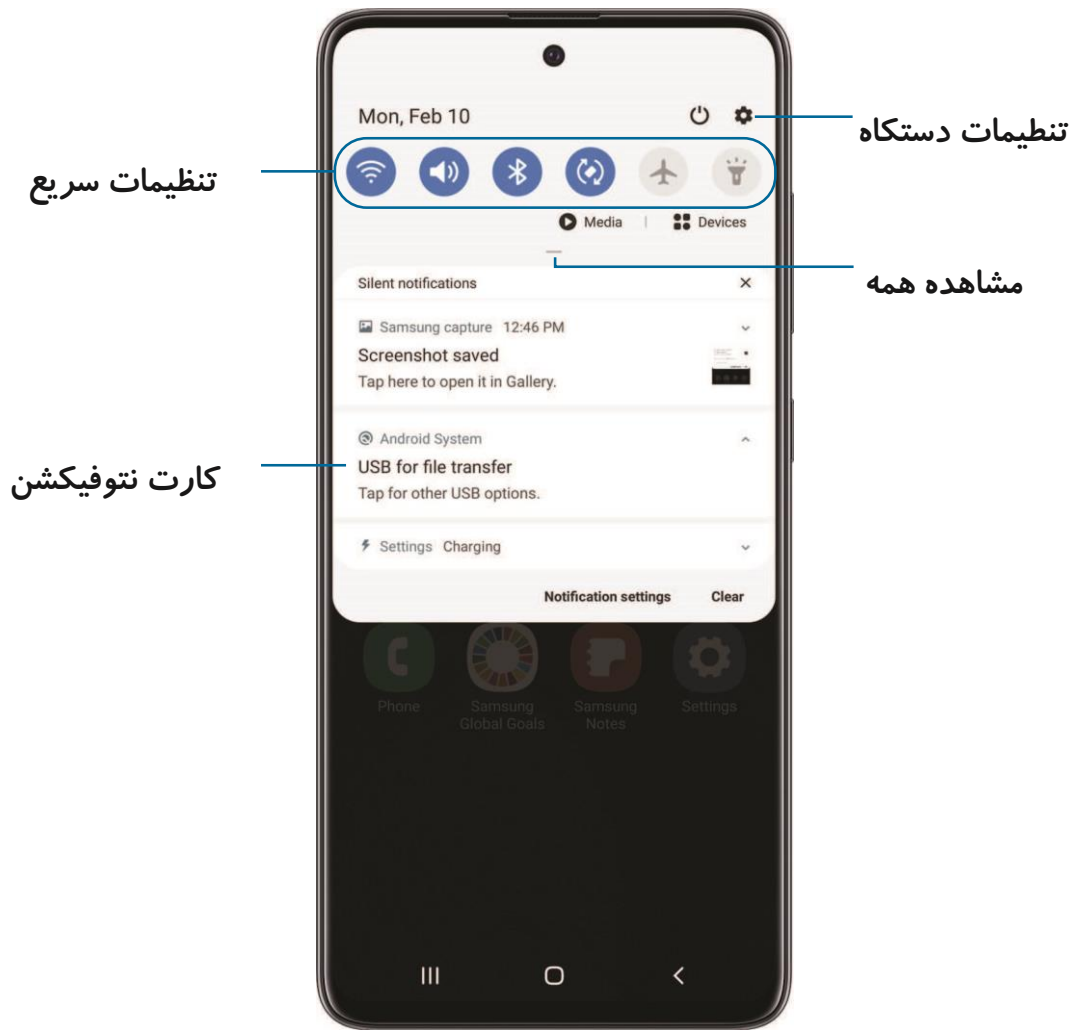 Mon, Feb 10
تنطیمات دستکاه
تنظیمات سریع
Media | Devices
مشاهده همه
Silent notifications
Samsung capture 12:46 PM
Screenshot saved
Tap here to open it in Gallery.
Android System
USB for file transfer
Tap for other USB options.
کارت نتوفیکشن
Settings Charging
Notification settings Clear
Phone
Samsung
Global Goals
Samsung
Notes
Settings